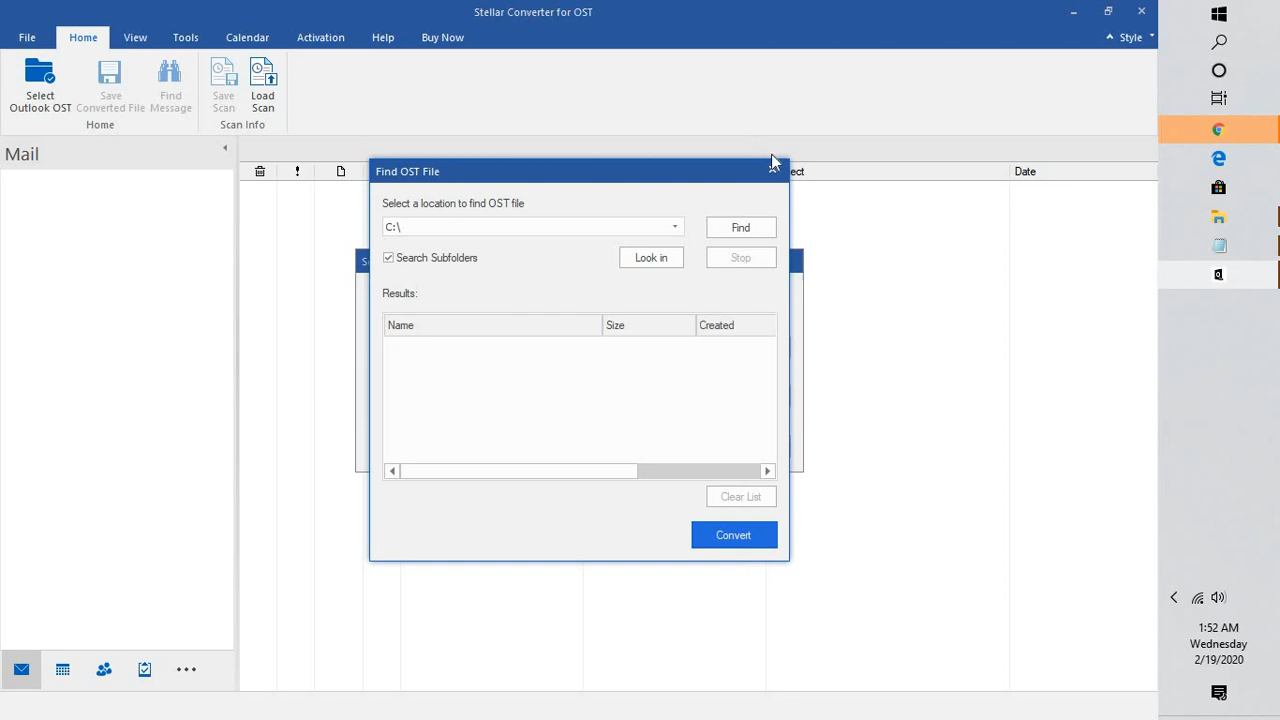 Stellar Converter for OST
File Home View Tools Calendar Activation Help Buy Now Style
Select Outlook OST
Save Converted File
Find Message
Save Scan
Load Scan
Home
Scan Info
Mail
Date
Find OST File
Select a location to find OST file
C:\
Find
Search Subfolders
Look in
Stop
Results:
Name Size Created
Clear List
Convert
1:52 AM
Wednesday
2/19/2020